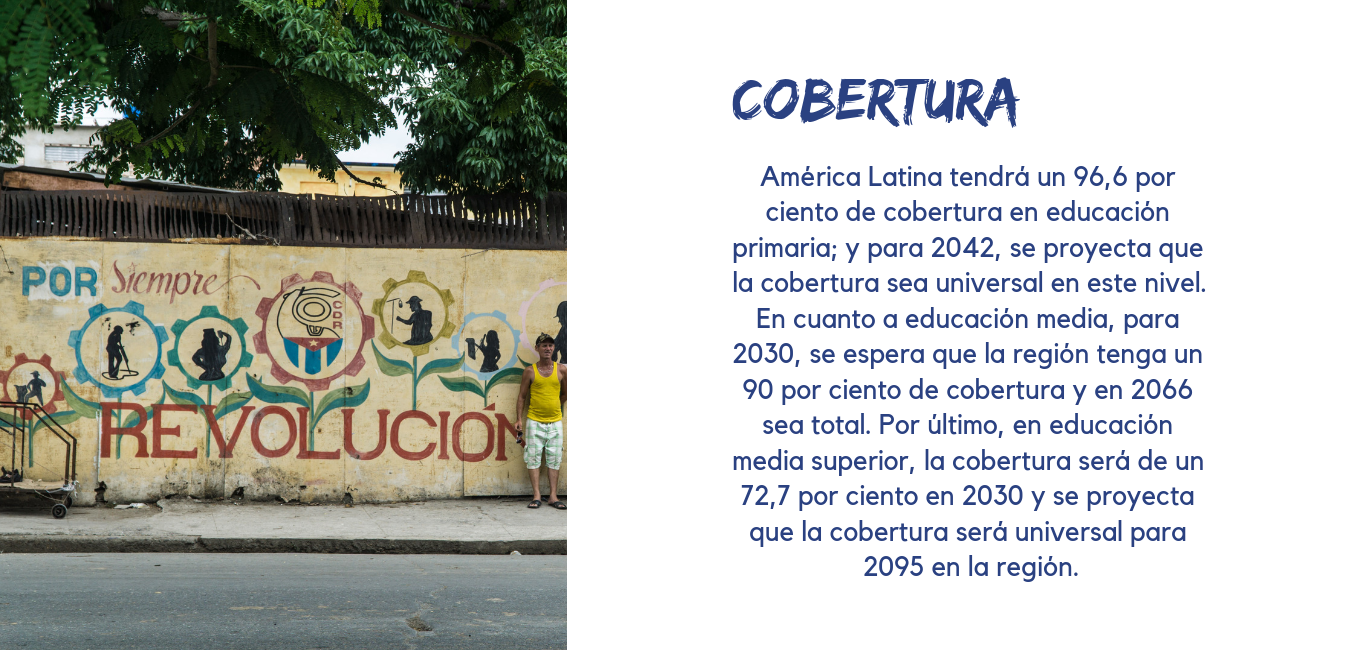 POR Siempre
CDR
REVOLUCIÓN
COBERTURA
América Latina tendrá un 96,6 por
ciento de cobertura en educación
primaria; y para 2042, se proyecta que
la cobertura sea universal en este nivel.
En cuanto a educación media, para
2030, se espera que la región tenga un
90 por ciento de cobertura y en 2066
sea total. Por último, en educación
media superior, la cobertura será de un
72,7 por ciento en 2030 y se proyecta
que la cobertura será universal para
2095 en la región.